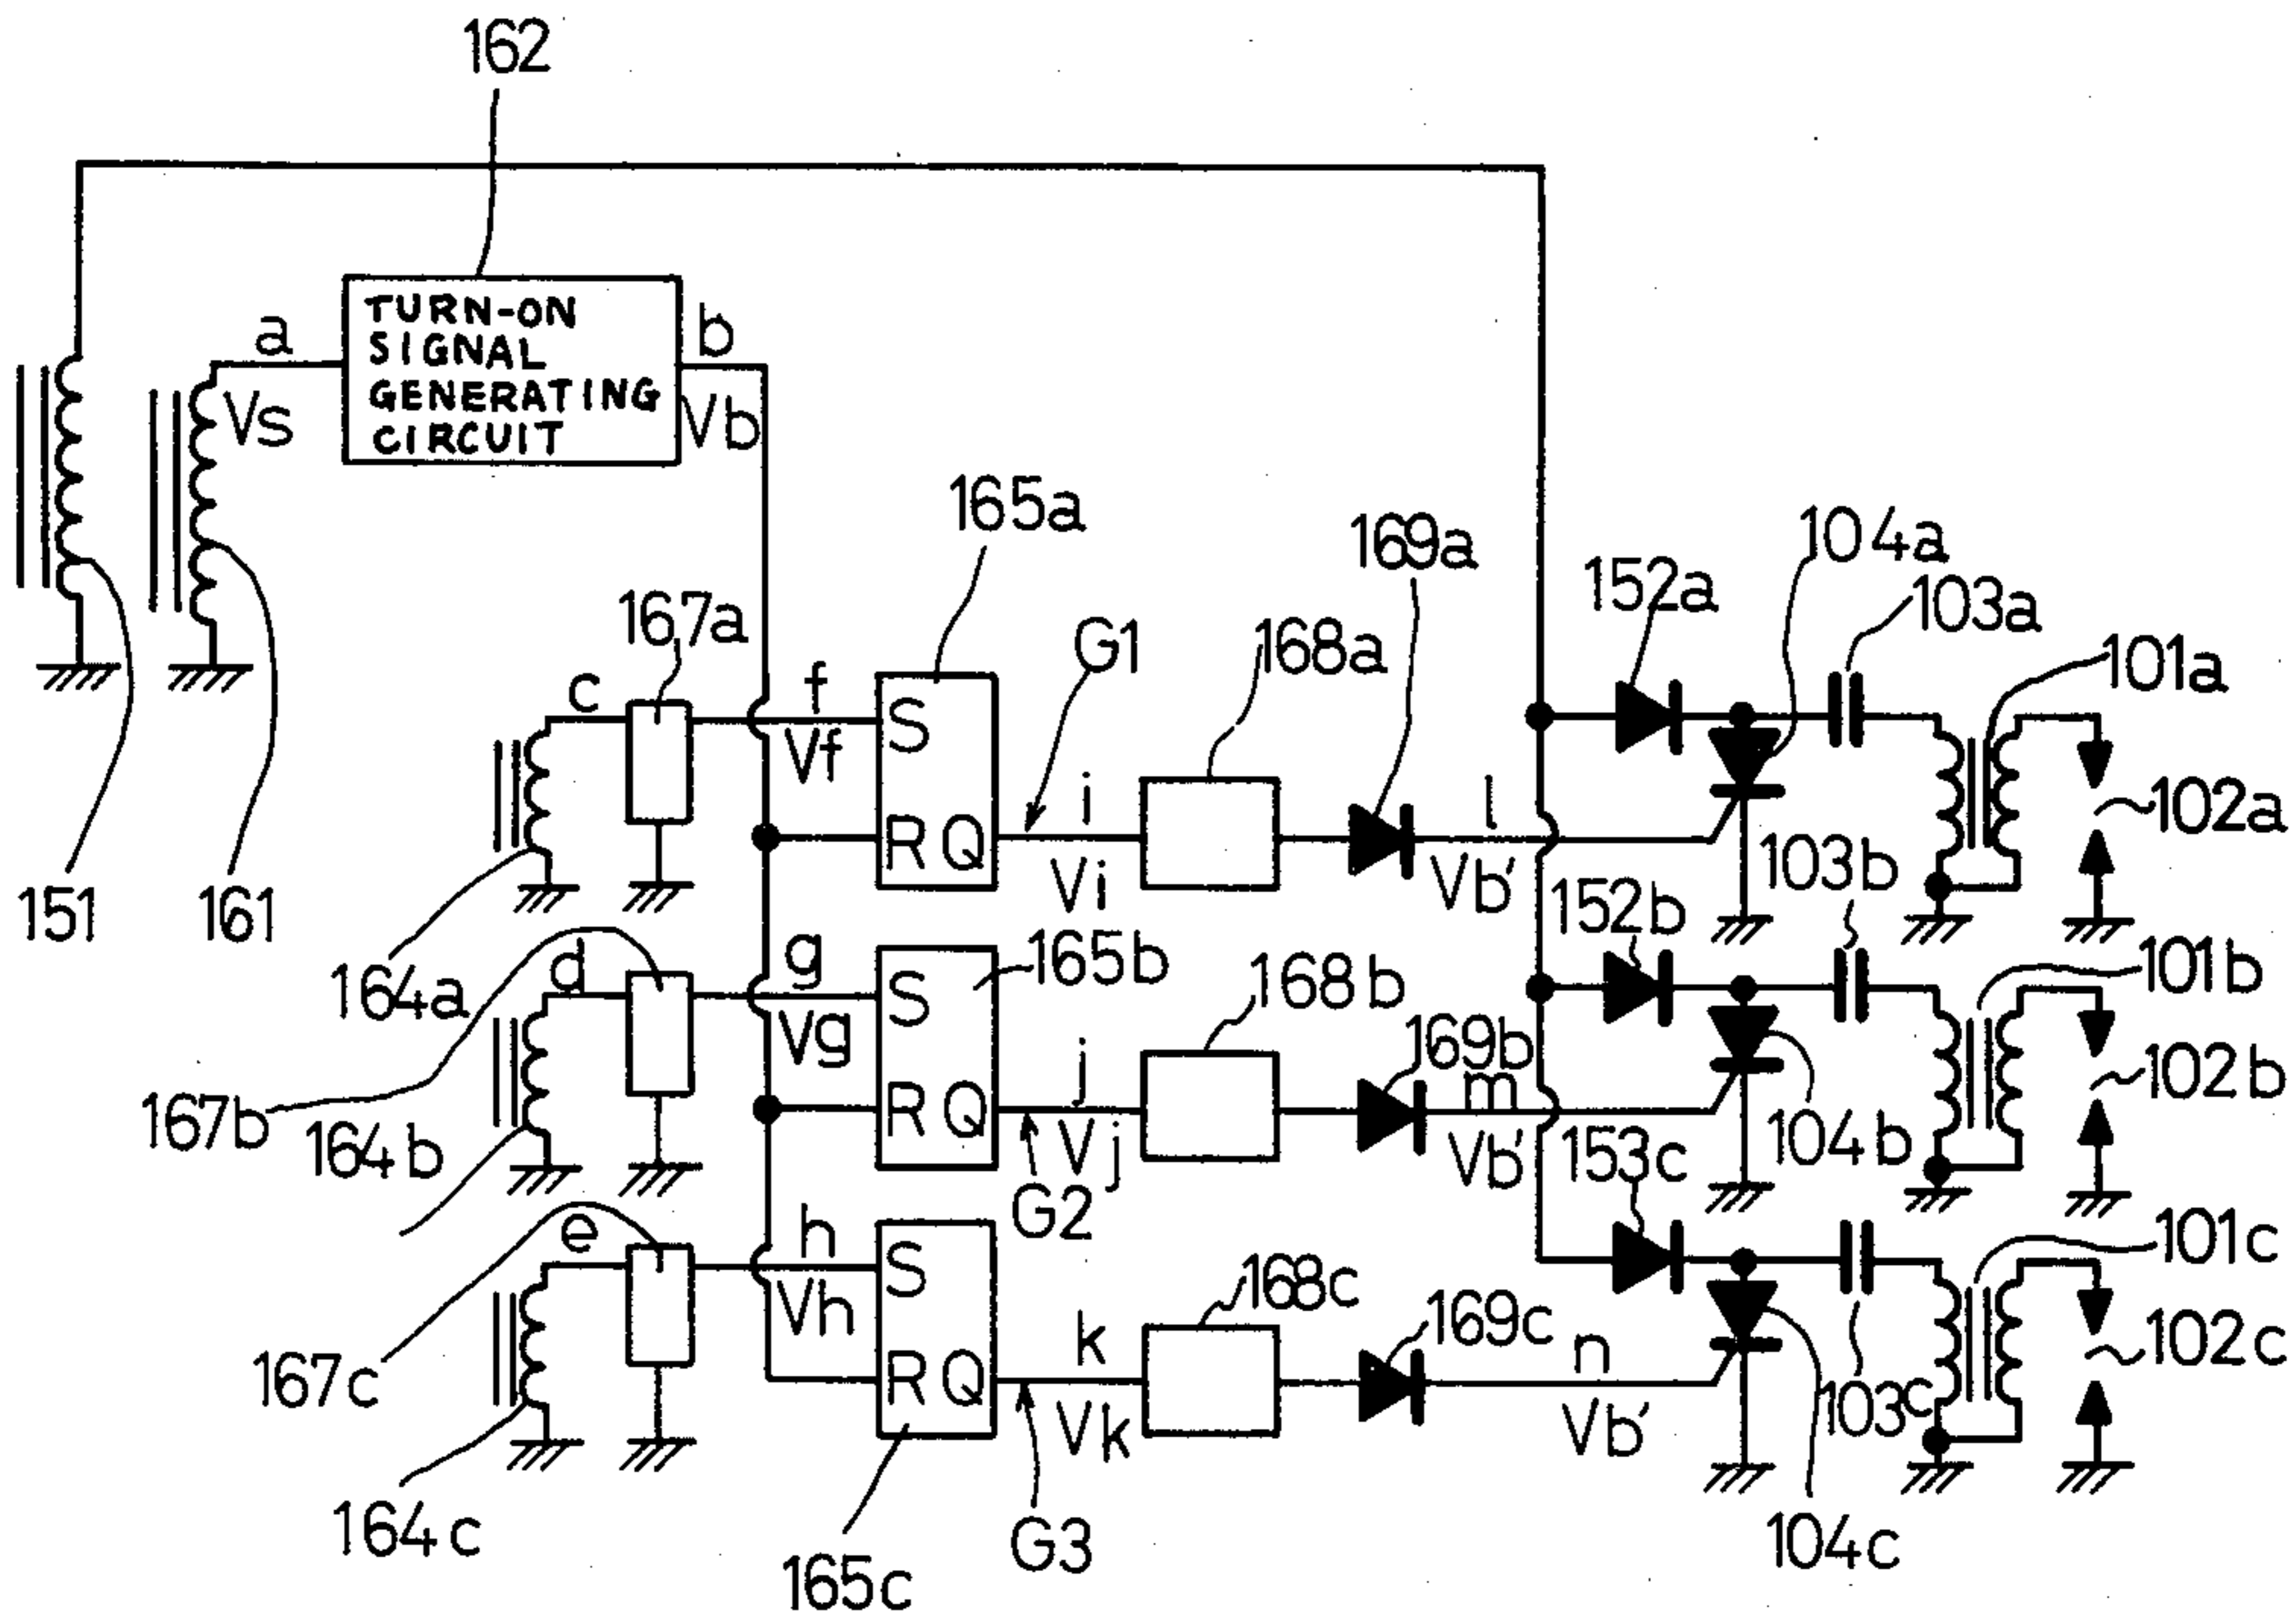 162
TURN-ON
SIGNAL
GENERATING
CIRCUIT
a
Vs
b
Vb
165a
169a
104a
152a
103a
101a
167a
G1
168a
c
f
Vf
S
R Q
i
Vi
l
Vb'
102a
151
161
164a
103b
152b
165b
101b
d
g
Vg
S
R Q
168b
169b
j
Vj
m
Vb'
102b
167b
164b
G2
153c
104b
101c
e
h
Vh
S
R Q
168c
169c
k
Vk
n
Vb'
102c
167c
103c
164c
165c
G3
104c